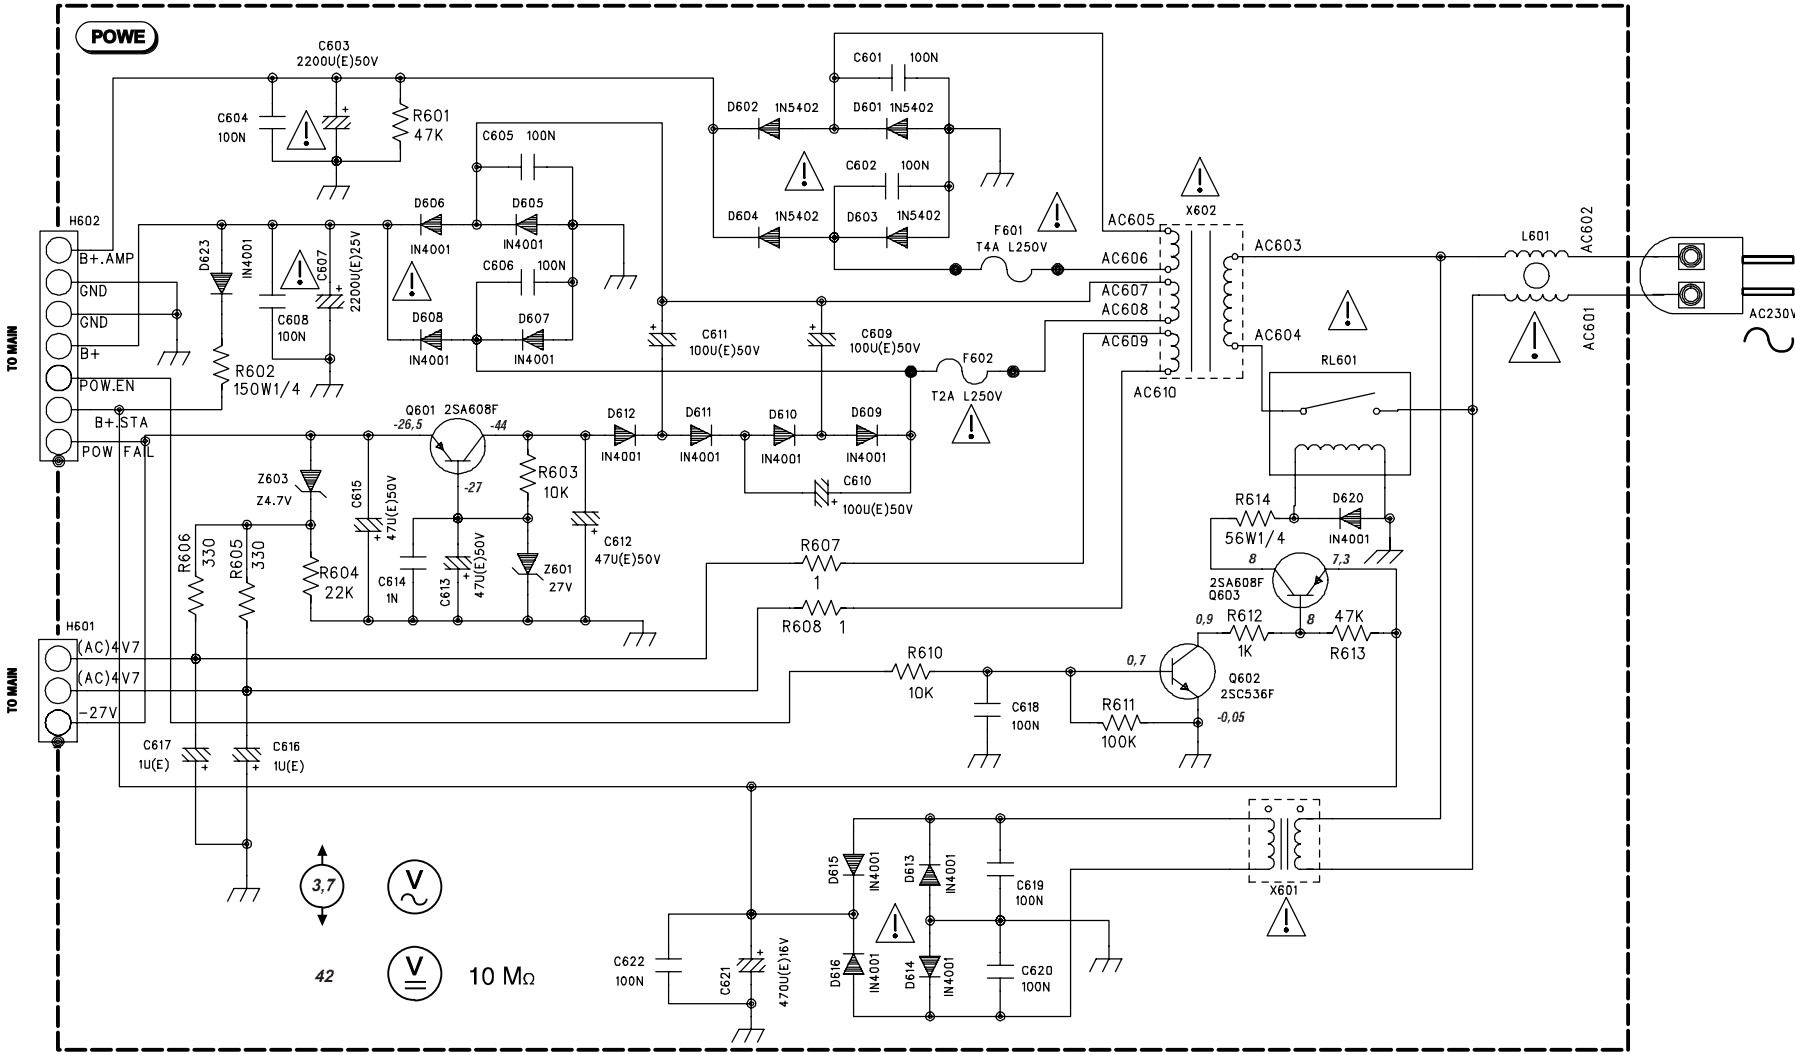 POWE
C603
2200U(E)50V
C604
100N
R601
47K
C605 100N
C601 100N
D602 1N5402 D601 1N5402
C602 100N
D604 1N5402 D603 1N5402
F601
T4A L250V
X602
AC605
AC606
AC607
AC608
AC609
AC610
AC603
AC604
L601
AC602
AC601
AC230V
RL601
H602
B+.AMP
GND
GND
B+
POW.EN
B+.STA
POW FAIL
TO MAIN
D623
IN4001
R602
150W1/4
C608
100N
C607
2200U(E)25V
D606
IN4001
D605
IN4001
C606 100N
D608
IN4001
D607
IN4001
C611
100U(E)50V
C609
100U(E)50V
F602
T2A L250V
Q601 2SA608F
-26,5
-44
-27
D612
IN4001
D611
IN4001
D610
IN4001
D609
IN4001
C610
100U(E)50V
Z603
Z4.7V
C615
47U(E)50V
R603
10K
C612
47U(E)50V
R606
330
R605
330
R604
22K
C614
1N
C613
47U(E)50V
Z601
27V
R607
1
R608 1
R614
56W1/4
D620
IN4001
8
7,3
2SA608F
Q603
0,9
R612
1K
8
47K
R613
H601
(AC)4V7
(AC)4V7
-27V
TO MAIN
R610
10K
0,7
Q602
2SC536F
-0,05
C618
100N
R611
100K
C617
1U(E)
C616
1U(E)
3,7
V
42
V
10 MΩ
X601
D615
IN4001
D613
IN4001
C619
100N
C622
100N
C621
470U(E)16V
D616
IN4001
D614
IN4001
C620
100N